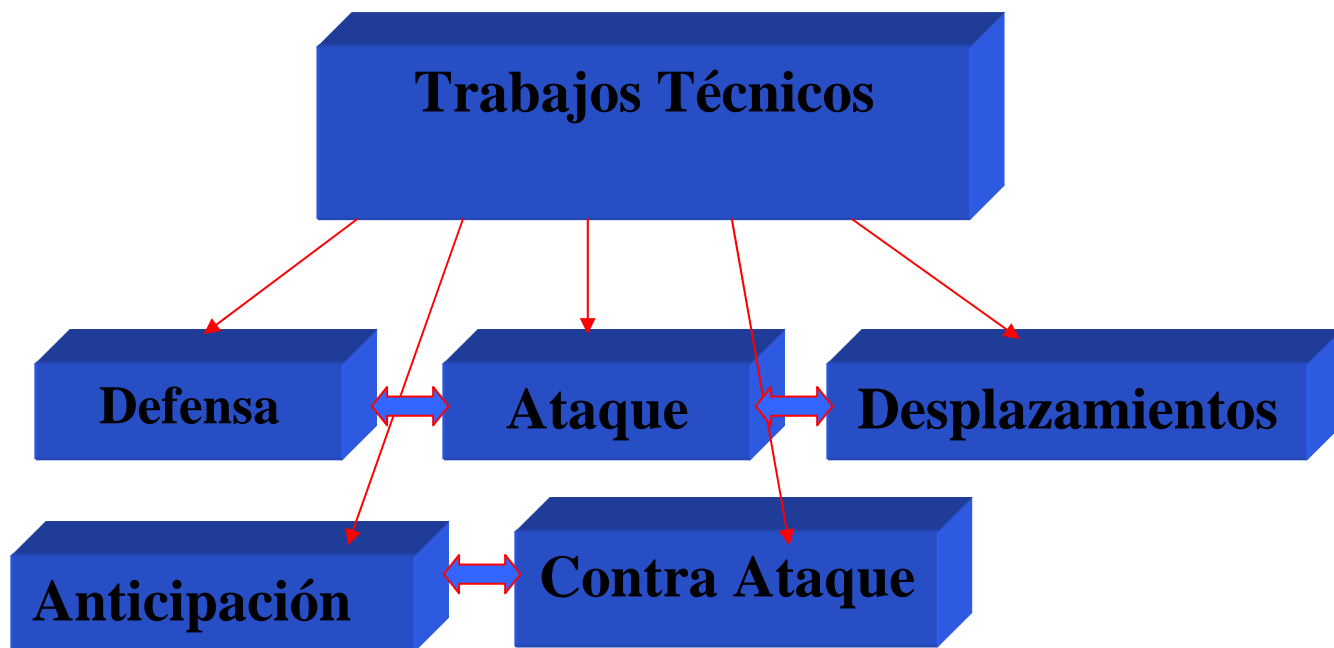 Trabajos Técnicos
Defensa
Ataque
Desplazamientos
Anticipación
Contra Ataque